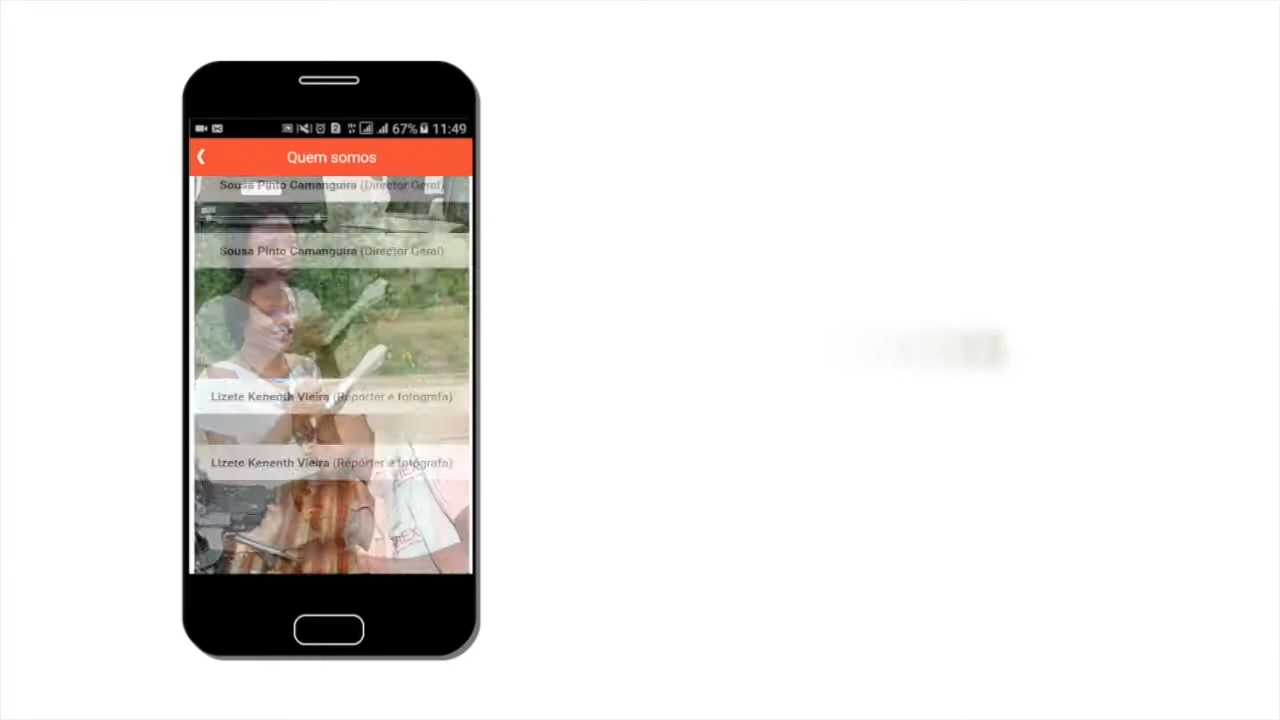 67% 11:49
Quem somos
Sousa Pinto Camanguira (Director Geral)
Sousa Pinto Camanguira (Director Geral)
Lizete Kenenth Vieira (Repórter e fotógrafa)
Lizete Kenenth Vieira (Repórter e fotógrafa)